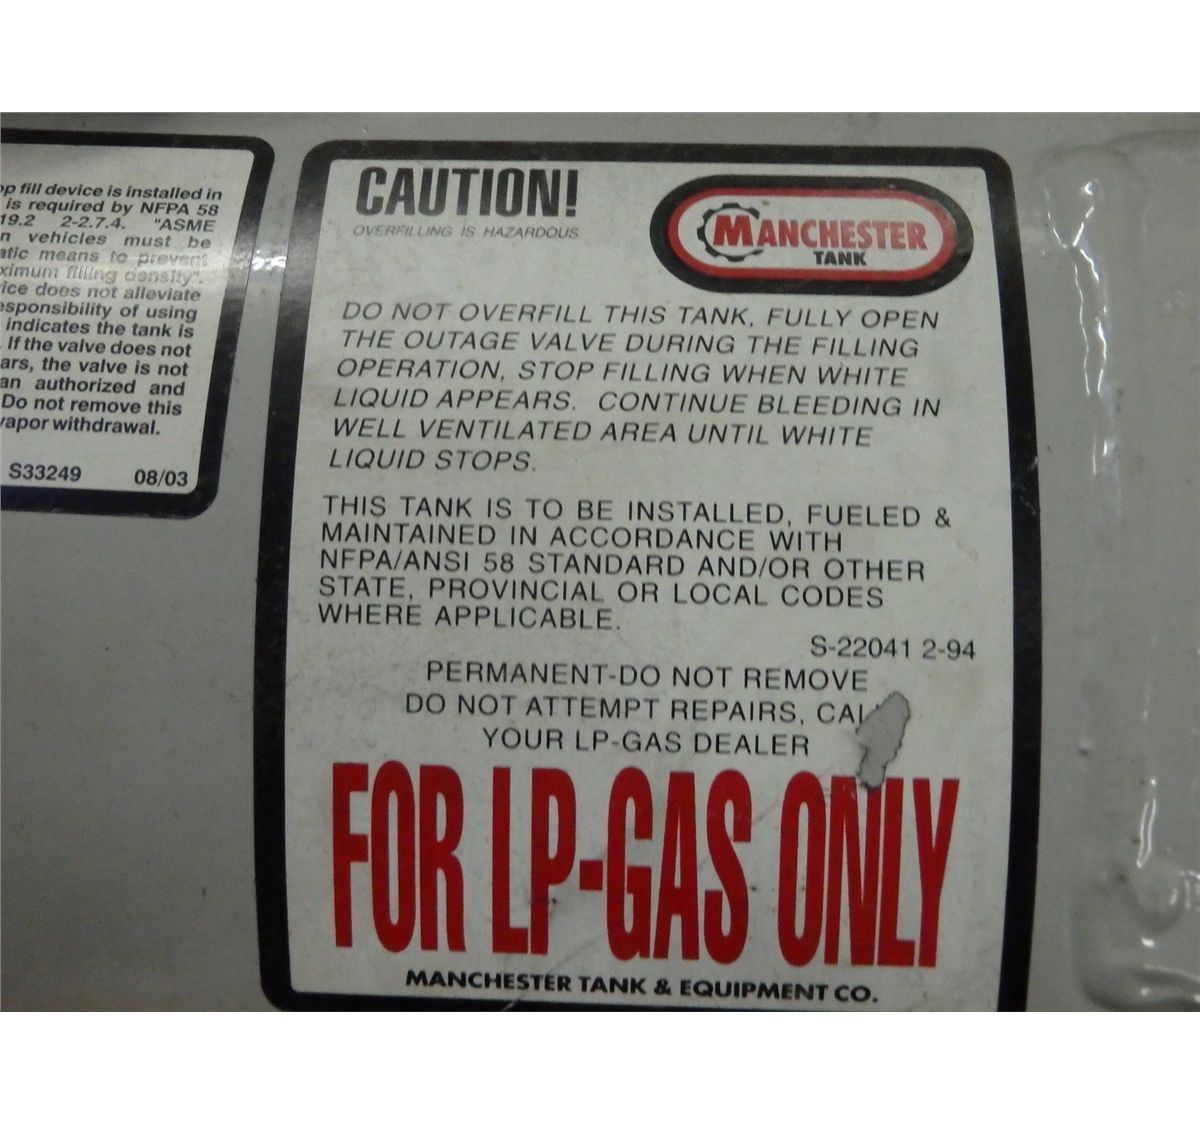 op fill device is installed in
is required by NFPA 58
19.2 2-2.7.4. "ASME
n vehicles must be
atic means to prevent
ximum filling density".
ice does not alleviate
esponsibility of using
indicates the tank is
. If the valve does not
ars, the valve is not
an authorized and
Do not remove this
vapor withdrawal.
S33249 08/03
CAUTION!
OVERFILLING IS HAZARDOUS
MANCHESTER
TANK
DO NOT OVERFILL THIS TANK, FULLY OPEN
THE OUTAGE VALVE DURING THE FILLING
OPERATION, STOP FILLING WHEN WHITE
LIQUID APPEARS. CONTINUE BLEEDING IN
WELL VENTILATED AREA UNTIL WHITE
LIQUID STOPS.
THIS TANK IS TO BE INSTALLED, FUELED &
MAINTAINED IN ACCORDANCE WITH
NFPA/ANSI 58 STANDARD AND/OR OTHER
STATE, PROVINCIAL OR LOCAL CODES
WHERE APPLICABLE.
S-22041 2-94
PERMANENT-DO NOT REMOVE
DO NOT ATTEMPT REPAIRS, CAL
YOUR LP-GAS DEALER
FOR LP-GAS ONLY
MANCHESTER TANK & EQUIPMENT CO.